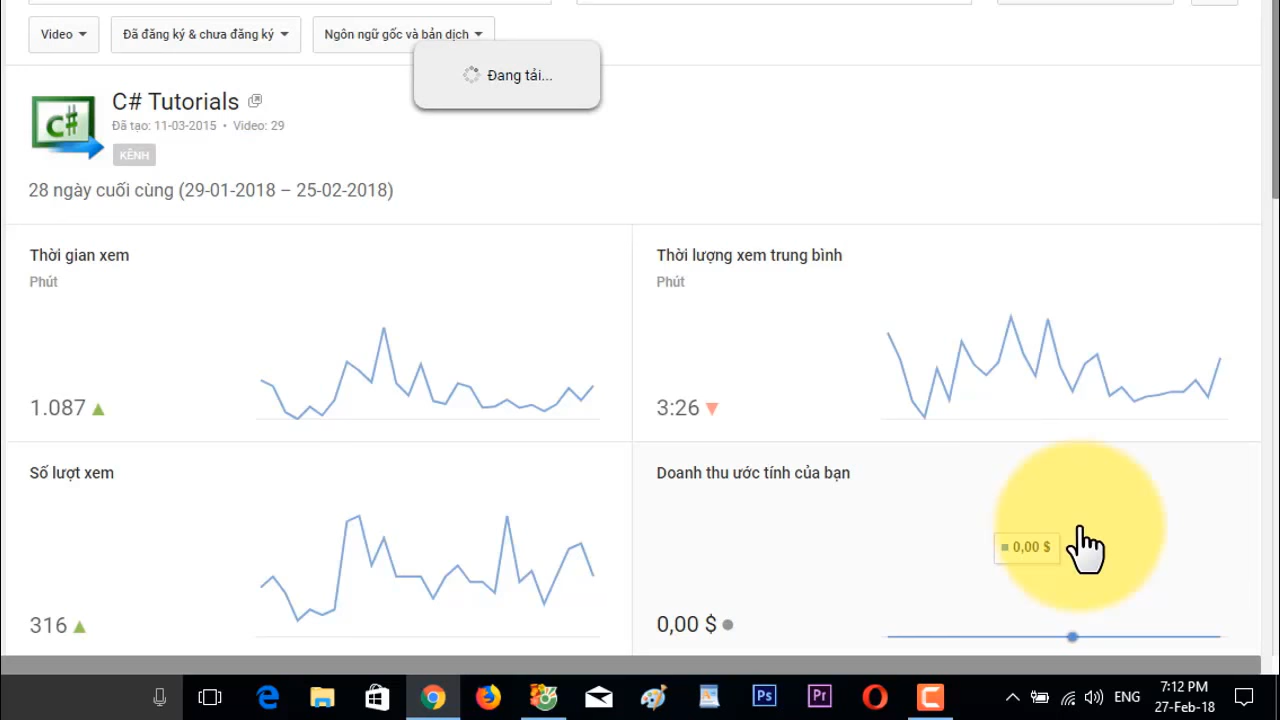 Video
Đã đăng ký & chưa đăng ký
Ngôn ngữ gốc và bản dịch
Đang tải...
C#
C# Tutorials
Đã tạo: 11-03-2015 • Video: 29
KÊNH
28 ngày cuối cùng (29-01-2018 – 25-02-2018)
Thời gian xem
Phút
1.087
Thời lượng xem trung bình
Phút
3:26
Số lượt xem
316
Doanh thu ước tính của bạn
0,00 $
0,00 $
Ps
Pr
ENG
7:12 PM
27-Feb-18